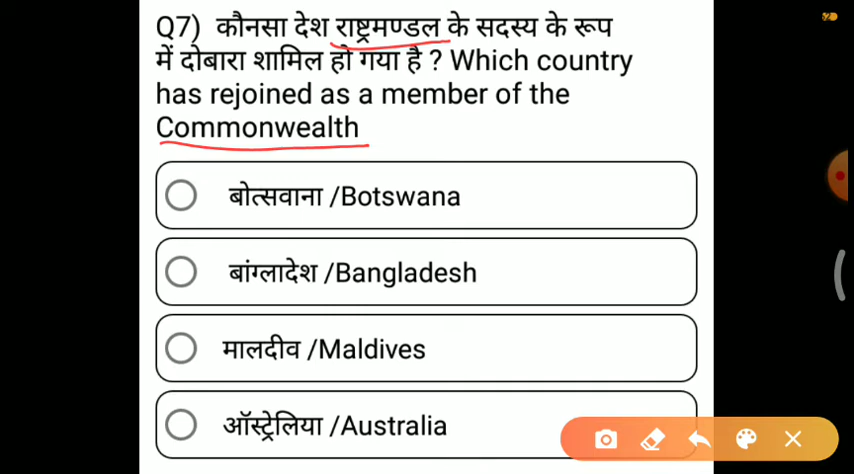 Q7) कौनसा देश राष्ट्रमण्डल के सदस्य के रूप
में दोबारा शामिल हो गया है ? Which country
has rejoined as a member of the
Commonwealth
बोत्सवाना /Botswana
बांग्लादेश /Bangladesh
मालदीव /Maldives
ऑस्ट्रेलिया /Australia